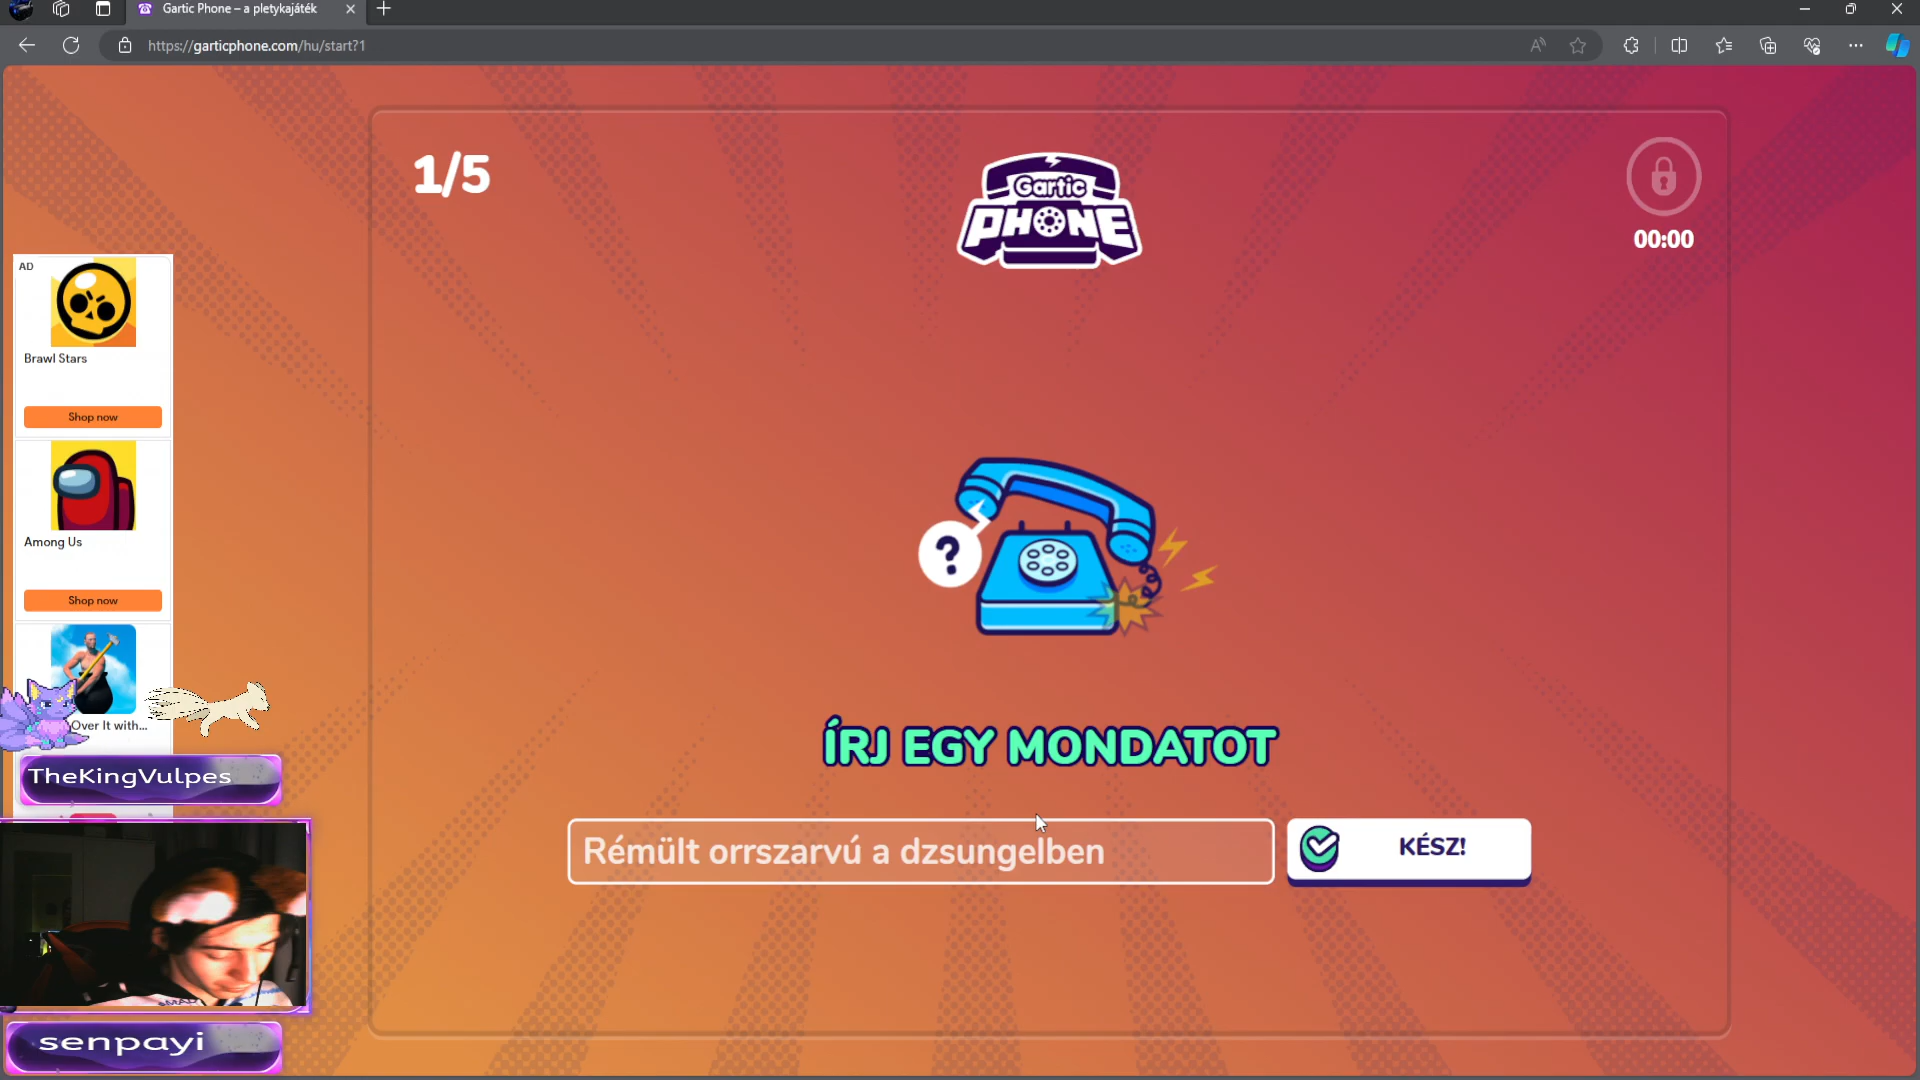 Gartic Phone – a pletykajáték
https://garticphone.com/hu/start?1
1/5
Gartic
PHONE
00:00
AD
Brawl Stars
Shop now
Among Us
Shop now
Over It with...
?
ÍRJ EGY MONDATOT
Rémült orrszarvú a dzsungelben
KÉSZ!
TheKingVulpes
senpayi